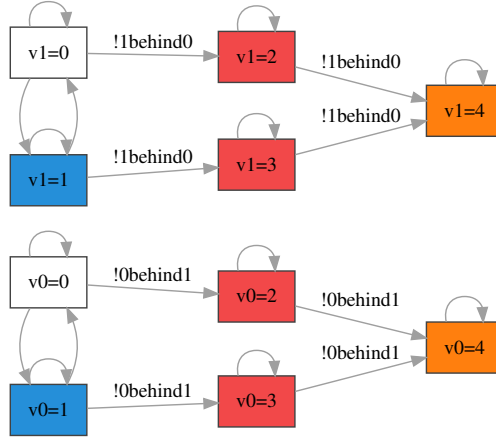 v1=0
!1behind0
v1=2
!1behind0
v1=4
v1=1
!1behind0
v1=3
!1behind0
v0=0
!0behind1
v0=2
!0behind1
v0=4
v0=1
!0behind1
v0=3
!0behind1